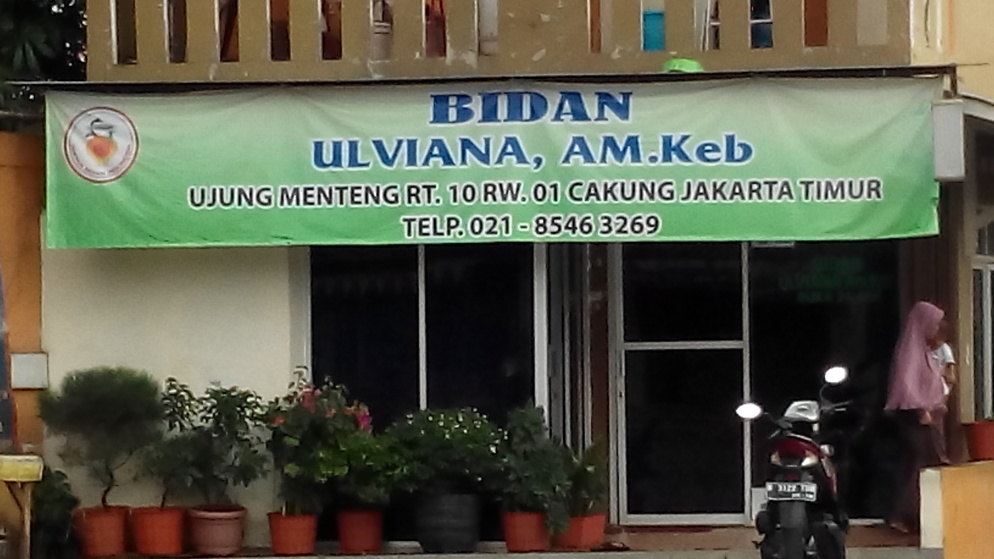 BIDAN
ULVIANA, AM.Keb
UJUNG MENTENG RT. 10 RW. 01 CAKUNG JAKARTA TIMUR
TELP. 021 - 8546 3269